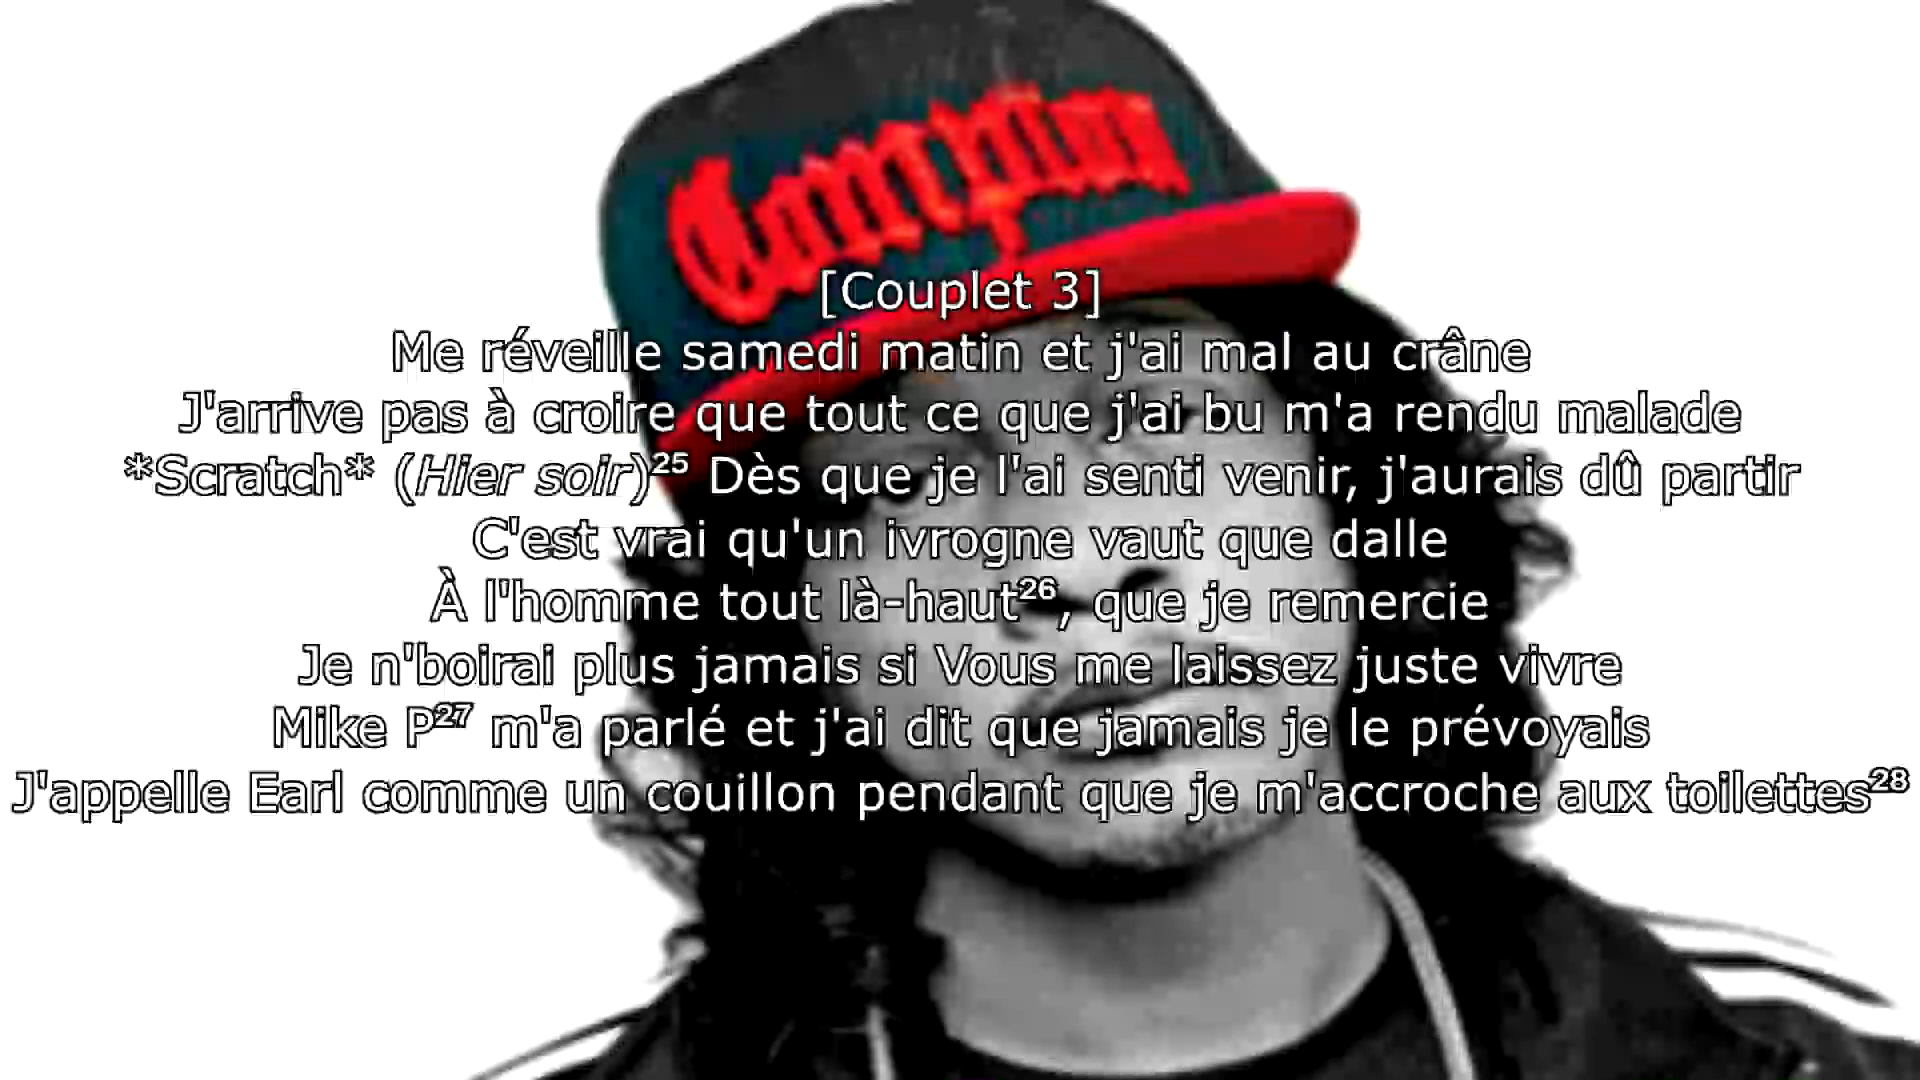 Compton
[Couplet 3]
Me réveille samedi matin et j'ai mal au crâne
J'arrive pas à croire que tout ce que j'ai bu m'a rendu malade
*Scratch* (Hier soir)²⁵ Dès que je l'ai senti venir, j'aurais dû partir
C'est vrai qu'un ivrogne vaut que dalle
À l'homme tout là-haut²⁶, que je remercie
Je n'boirai plus jamais si Vous me laissez juste vivre
Mike P²⁷ m'a parlé et j'ai dit que jamais je le prévoyais
J'appelle Earl comme un couillon pendant que je m'accroche aux toilettes²⁸